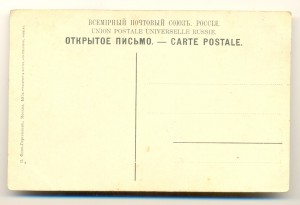 ВСЕМІРНЫЙ ПОЧТОВЫЙ СОЮЗЪ. РОССІЯ.
UNION POSTALE UNIVERSELLE RUSSIE.
ОТКРЫТОЕ ПИСЬМО. — CARTE POSTALE.